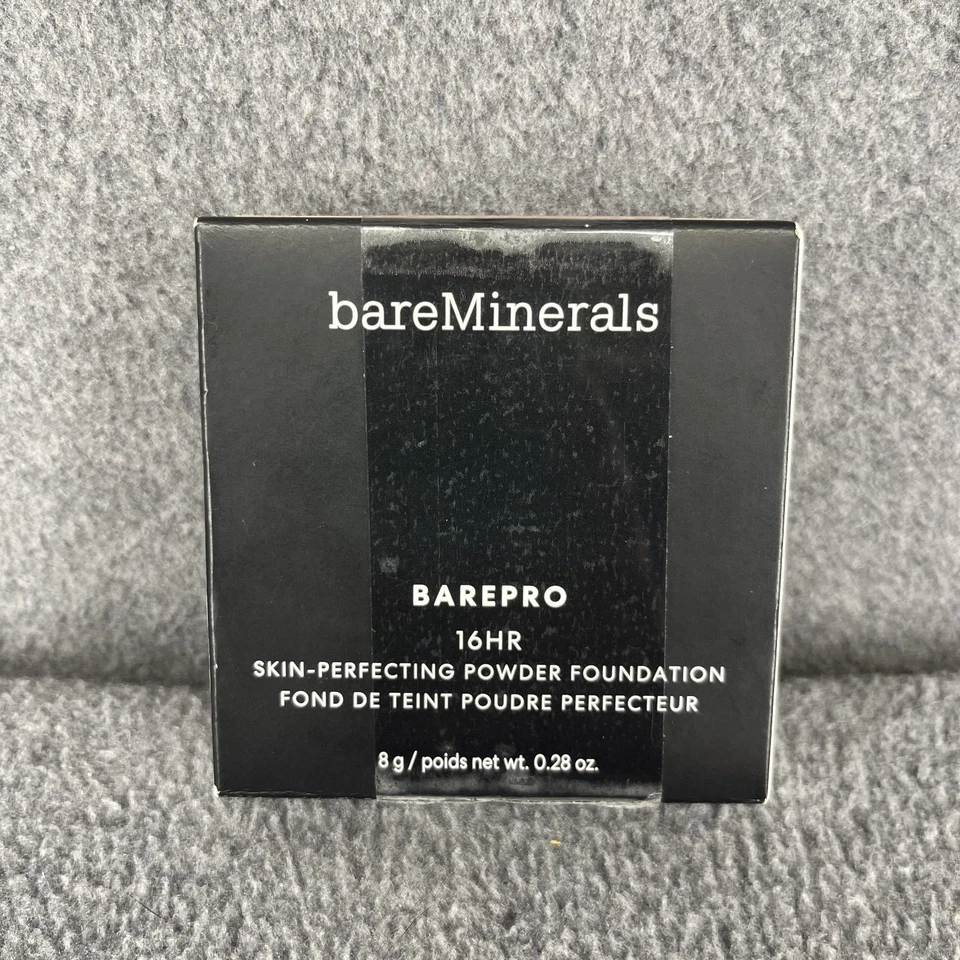 bareMinerals
BAREPRO
16HR
SKIN-PERFECTING POWDER FOUNDATION
FOND DE TEINT POUDRE PERFECTEUR
8 g / poids net wt. 0.28 oz.